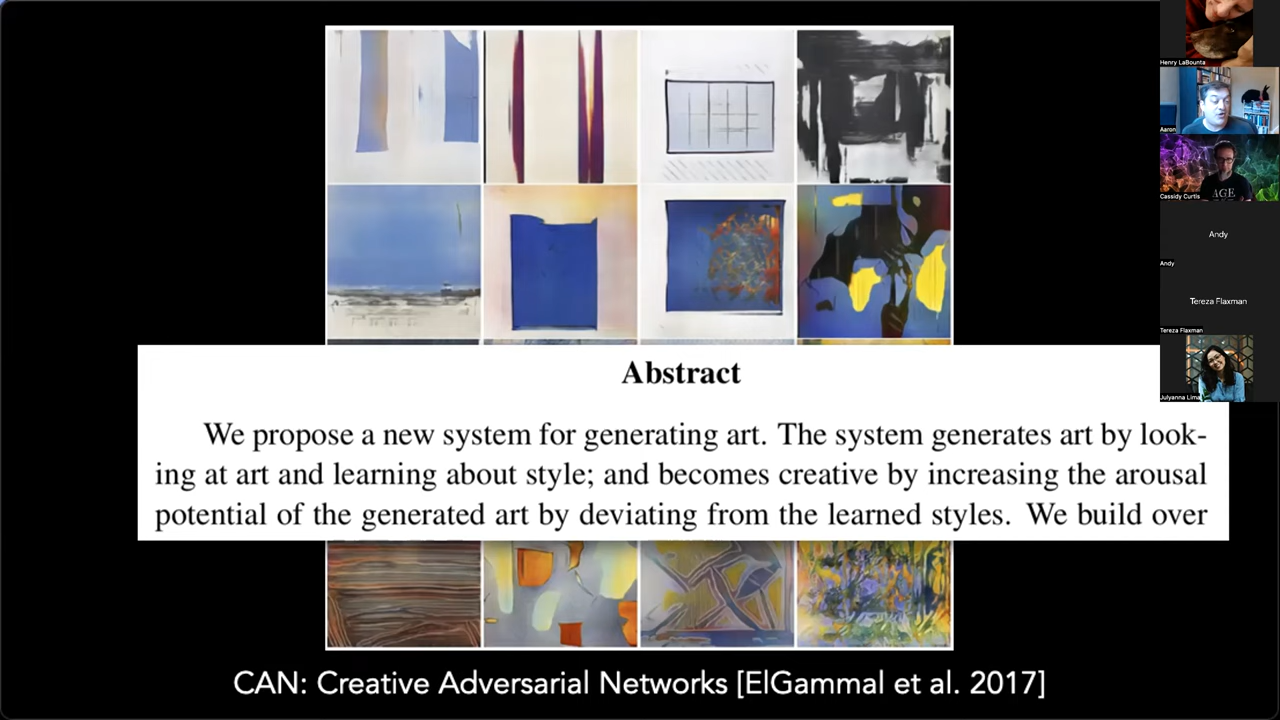 Henry LaBounta
Aaron
Cassidy Curtis
AGE
Andy
Andy
Tereza Flaxman
Tereza Flaxman
Julyanna Lima
Abstract
We propose a new system for generating art. The system generates art by look-
ing at art and learning about style; and becomes creative by increasing the arousal
potential of the generated art by deviating from the learned styles. We build over
CAN: Creative Adversarial Networks [ElGammal et al. 2017]